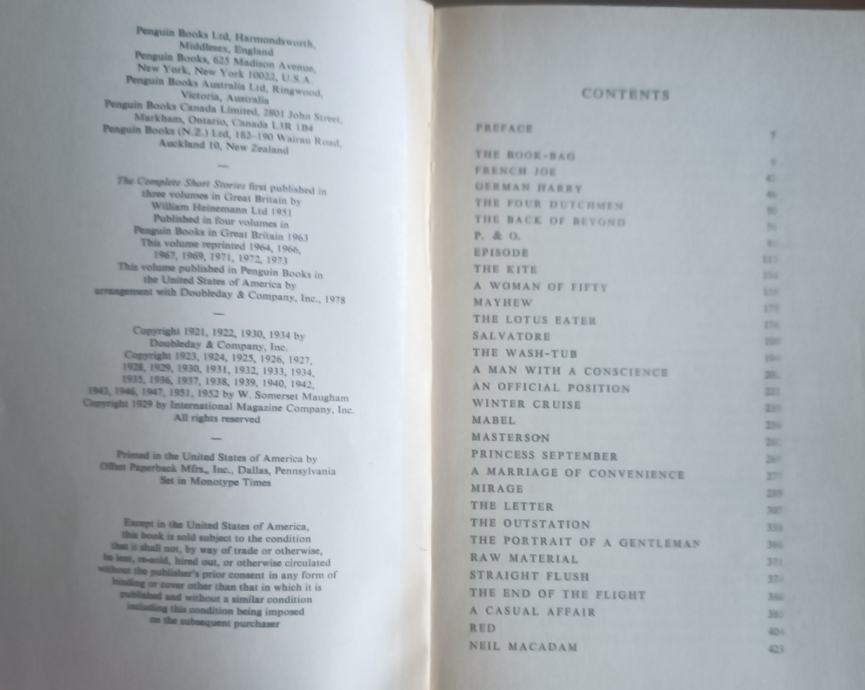 Penguin Books Ltd, Harmondsworth,
Middlesex, England
Penguin Books, 625 Madison Avenue,
New York, New York 10022, U.S.A.
Penguin Books Australia Ltd, Ringwood,
Victoria, Australia
Penguin Books Canada Limited, 2801 John Street,
Markham, Ontario, Canada L3R 1B4
Penguin Books (N.Z.) Ltd, 182–190 Wairau Road,
Auckland 10, New Zealand
—
The Complete Short Stories first published in
three volumes in Great Britain by
William Heinemann Ltd 1951
Published in four volumes in
Penguin Books in Great Britain 1963
This volume reprinted 1964, 1966,
1967, 1969, 1971, 1972, 1973
This volume published in Penguin Books in
the United States of America by
arrangement with Doubleday & Company, Inc., 1978
—
Copyright 1921, 1922, 1930, 1934 by
Doubleday & Company, Inc.
Copyright 1923, 1924, 1925, 1926, 1927,
1928, 1929, 1930, 1931, 1932, 1933, 1934,
1935, 1936, 1937, 1938, 1939, 1940, 1942,
1943, 1946, 1947, 1951, 1952 by W. Somerset Maugham
Copyright 1929 by International Magazine Company, Inc.
All rights reserved
—
Printed in the United States of America by
Offset Paperback Mfrs., Inc., Dallas, Pennsylvania
Set in Monotype Times
Except in the United States of America,
this book is sold subject to the condition
that it shall not, by way of trade or otherwise,
be lent, re-sold, hired out, or otherwise circulated
without the publisher's prior consent in any form of
binding or cover other than that in which it is
published and without a similar condition
including this condition being imposed
on the subsequent purchaser
CONTENTS
PREFACE 7
THE BOOK-BAG 9
FRENCH JOE
GERMAN HARRY
THE FOUR DUTCHMEN
THE BACK OF BEYOND
P. & O.
EPISODE
THE KITE
A WOMAN OF FIFTY
MAYHEW
THE LOTUS EATER
SALVATORE
THE WASH-TUB
A MAN WITH A CONSCIENCE
AN OFFICIAL POSITION
WINTER CRUISE
MABEL
MASTERSON
PRINCESS SEPTEMBER
A MARRIAGE OF CONVENIENCE
MIRAGE
THE LETTER
THE OUTSTATION
THE PORTRAIT OF A GENTLEMAN
RAW MATERIAL
STRAIGHT FLUSH
THE END OF THE FLIGHT
A CASUAL AFFAIR 385
RED 404
NEIL MACADAM 423